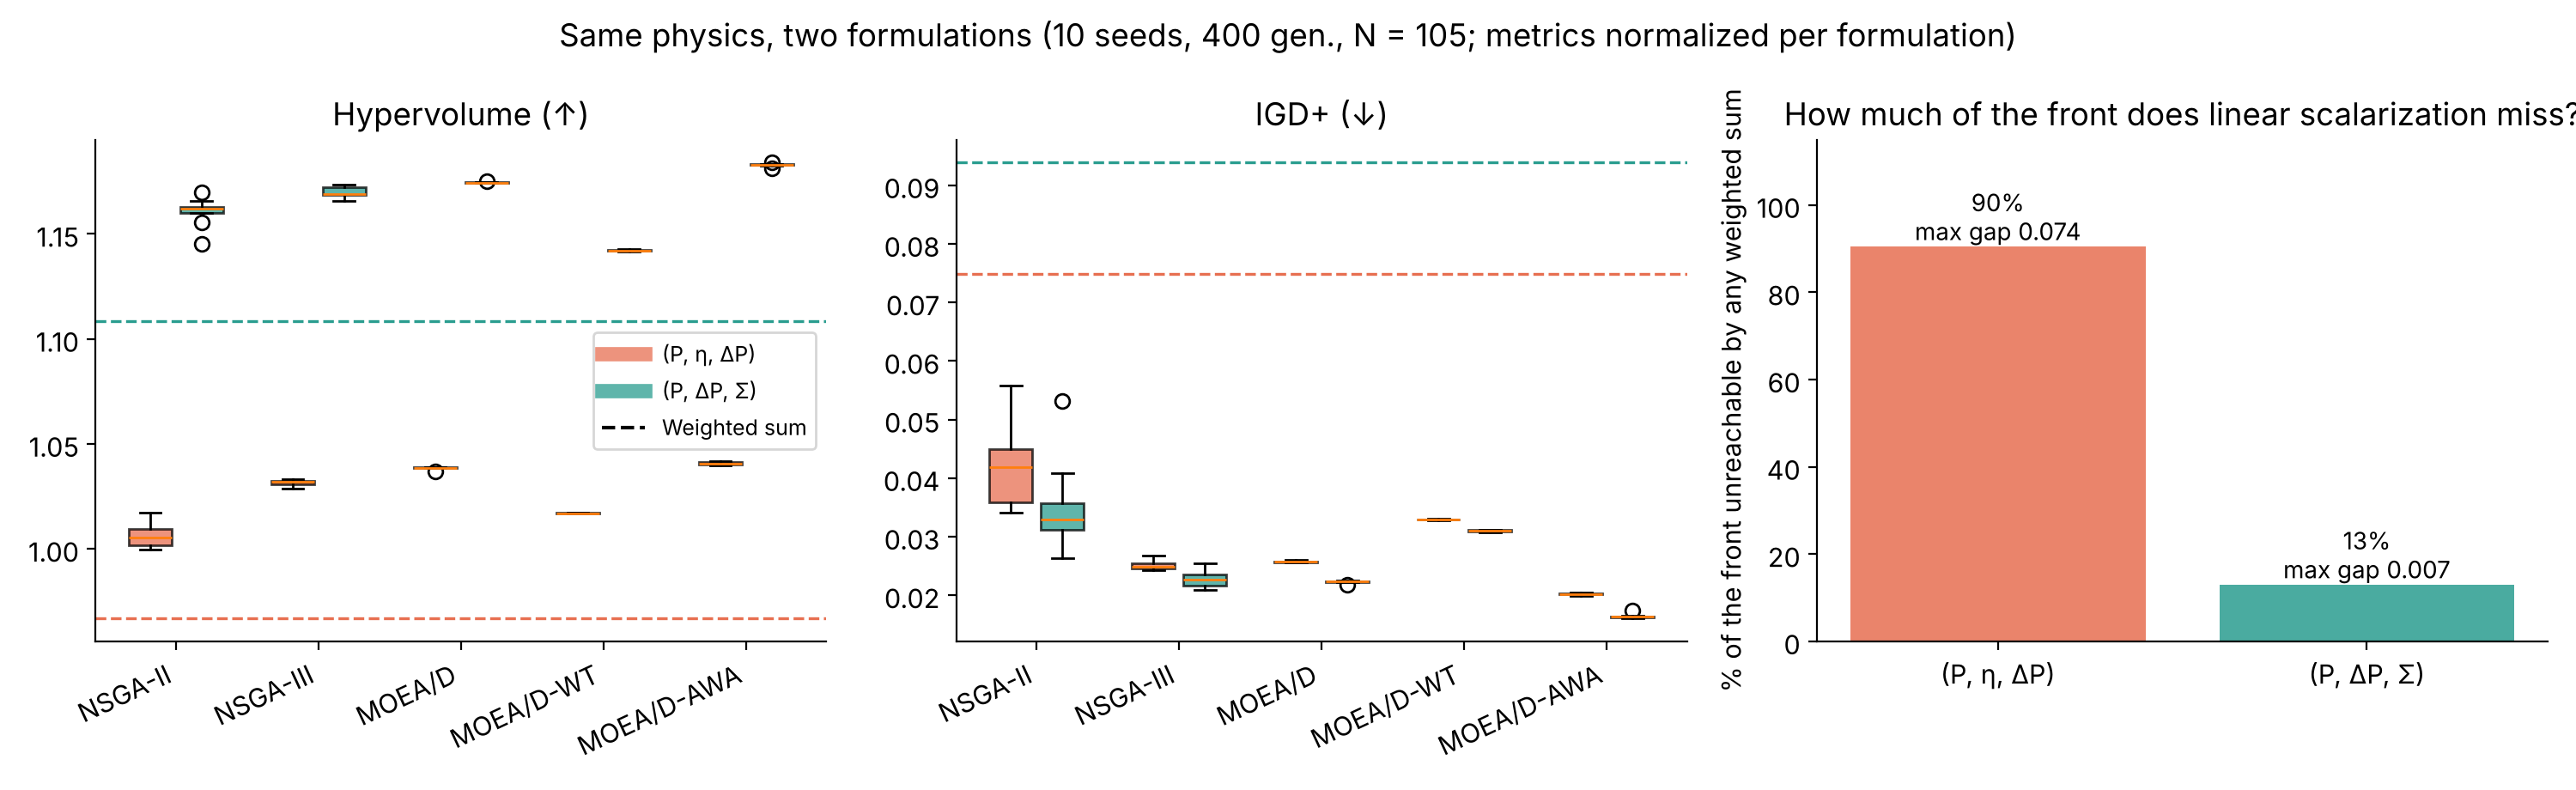 Same physics, two formulations (10 seeds, 400 gen., N = 105; metrics normalized per formulation)
Hypervolume (↑)
1.15
1.10
1.05
1.00
(P, η, ΔP)
(P, ΔP, Σ)
Weighted sum
NSGA-II
NSGA-III
MOEA/D
MOEA/D-WT
MOEA/D-AWA
IGD+ (↓)
0.09
0.08
0.07
0.06
0.05
0.04
0.03
0.02
NSGA-II
NSGA-III
MOEA/D
MOEA/D-WT
MOEA/D-AWA
How much of the front does linear scalarization miss?
% of the front unreachable by any weighted sum
100
80
60
40
20
0
90%
max gap 0.074
13%
max gap 0.007
(P, η, ΔP)
(P, ΔP, Σ)